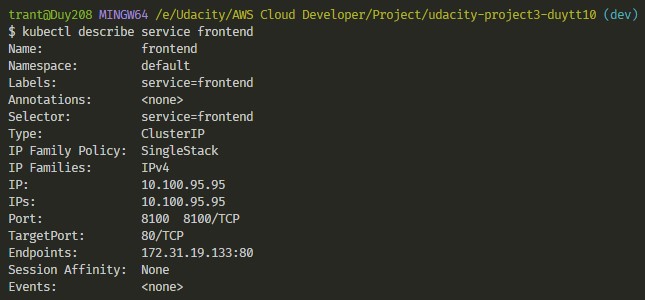 trant@Duy208 MINGW64 /e/Udacity/AWS Cloud Developer/Project/udacity-project3-duytt10 (dev)
$ kubectl describe service frontend
Name:              frontend
Namespace:         default
Labels:            service=frontend
Annotations:       <none>
Selector:          service=frontend
Type:              ClusterIP
IP Family Policy:  SingleStack
IP Families:       IPv4
IP:                10.100.95.95
IPs:               10.100.95.95
Port:              8100  8100/TCP
TargetPort:        80/TCP
Endpoints:         172.31.19.133:80
Session Affinity:  None
Events:            <none>